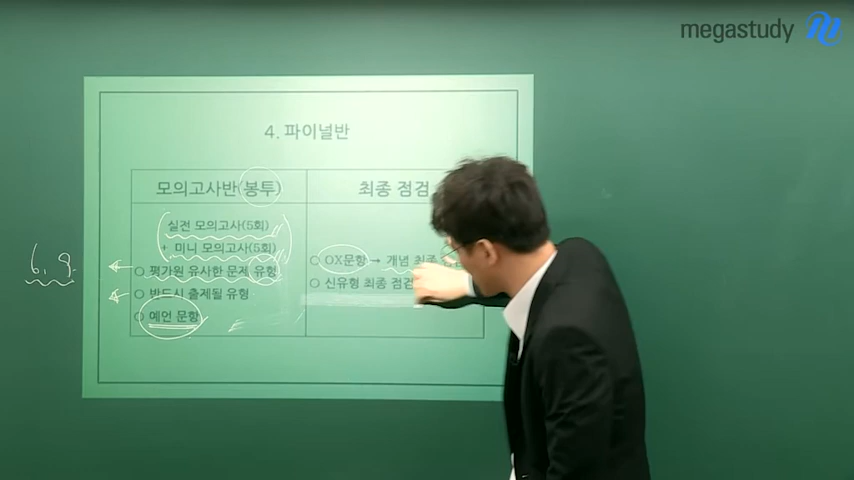 megastudy
4. 파이널반
모의고사반(봉투)
실전 모의고사(5회)
+ 미니 모의고사(5회)
○ 평가원 유사한 문제 유형
○ 반드시 출제될 유형
○ 예언 문항
최종 점검
○ OX문항 → 개념 최종
○ 신유형 최종 점검
6, 9.